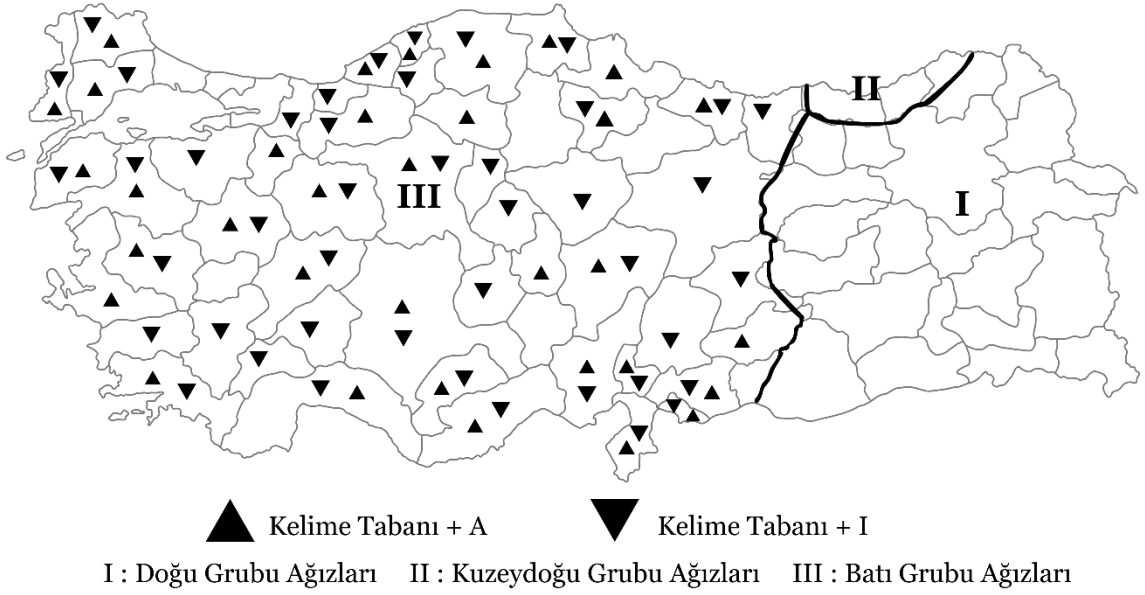 II
I
III
Kelime Tabanı + A Kelime Tabanı + I
I : Doğu Grubu Ağızları II : Kuzeydoğu Grubu Ağızları III : Batı Grubu Ağızları